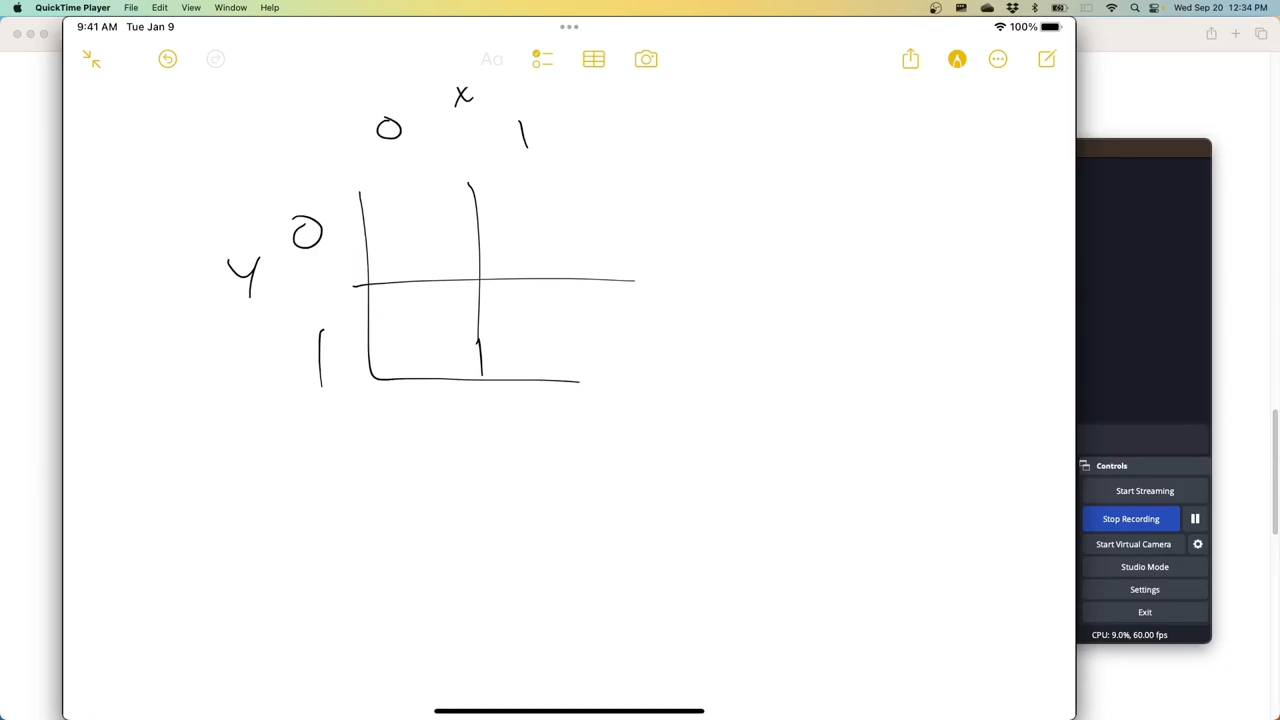 QuickTime Player File Edit View Window Help Wed Sep 20 12:34 PM
9:41 AM Tue Jan 9 100%
Aa
x
0 1
0
y
1
Controls
Start Streaming
Stop Recording
Start Virtual Camera
Studio Mode
Settings
Exit
CPU: 9.0%, 60.00 fps